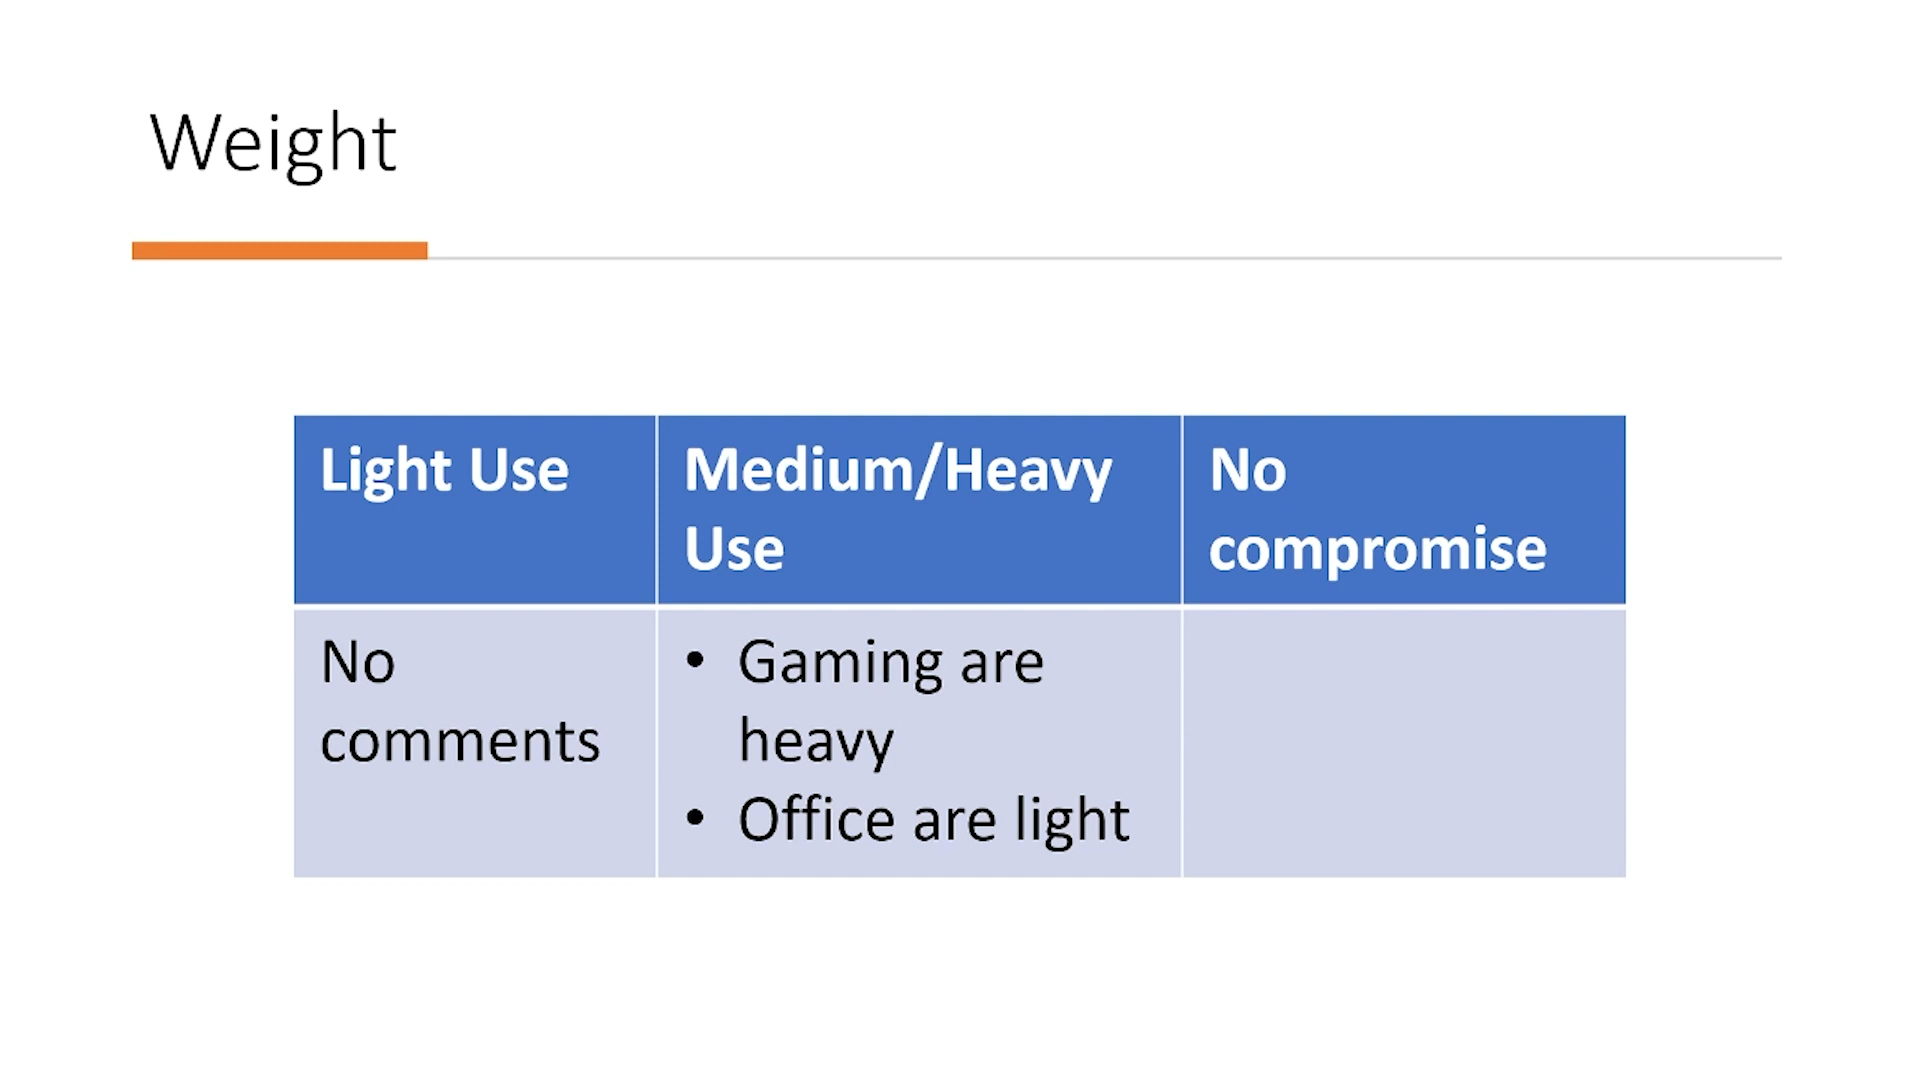 Weight
Light Use
Medium/Heavy
Use
No
compromise
No
comments
• Gaming are
heavy
• Office are light